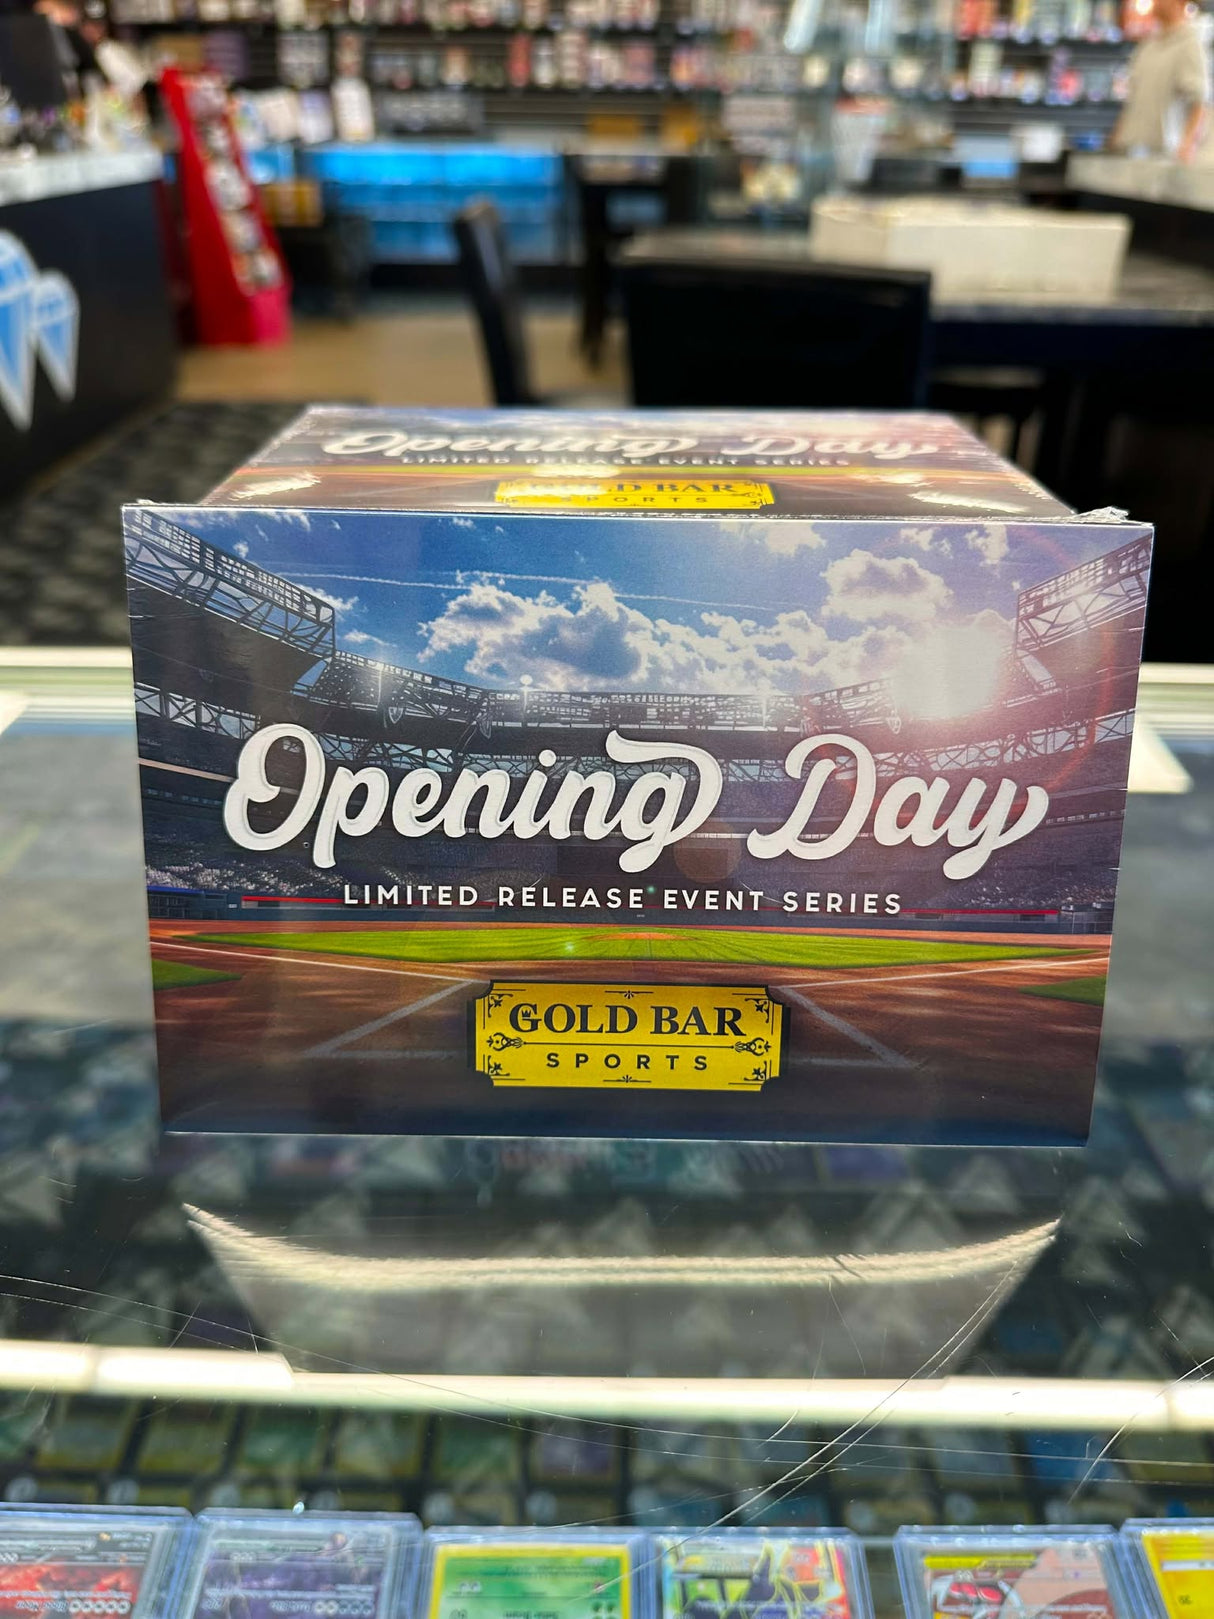 Opening Day
LIMITED RELEASE EVENT SERIES
GOLD BAR
SPORTS
Opening Day
LIMITED RELEASE EVENT SERIES
GOLD BAR
SPORTS